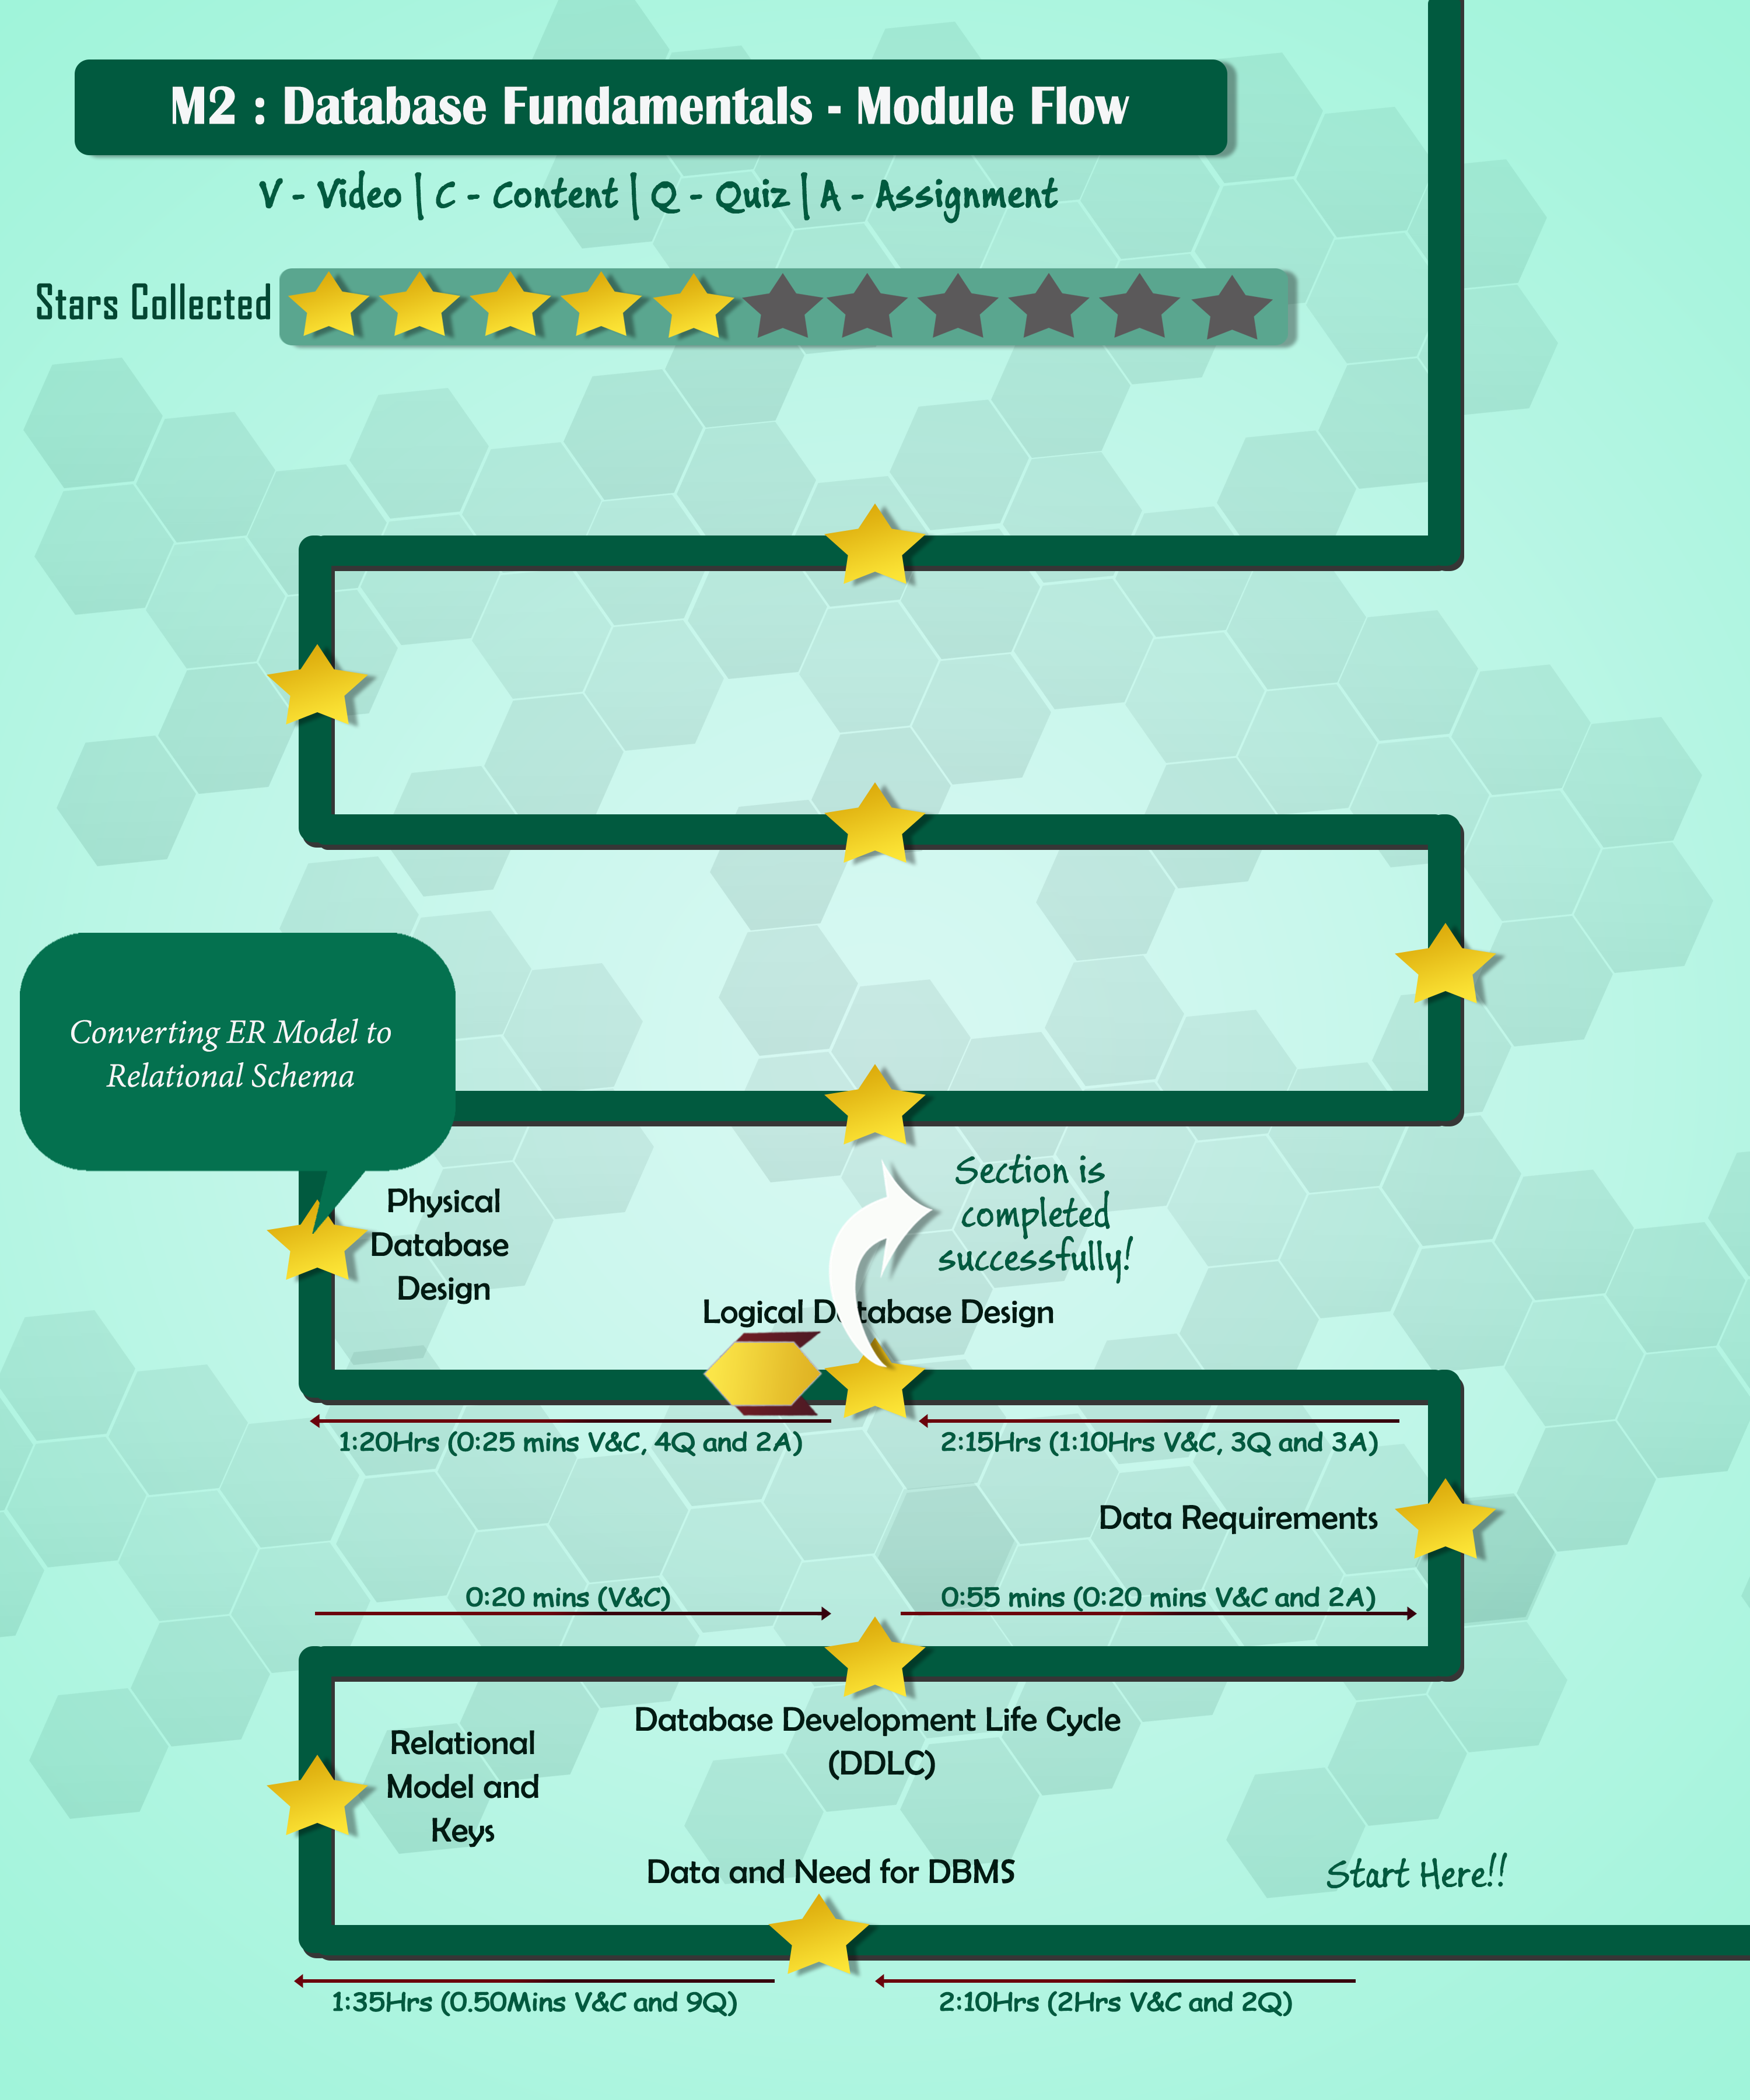 M2 : Database Fundamentals - Module Flow
V - Video | C - Content | Q - Quiz | A - Assignment
Stars Collected
Converting ER Model to
Relational Schema
Physical
Database
Design
Section is
completed
successfully!
Logical Database Design
1:20Hrs (0:25 mins V&C, 4Q and 2A)
2:15Hrs (1:10Hrs V&C, 3Q and 3A)
Data Requirements
0:20 mins (V&C)
0:55 mins (0:20 mins V&C and 2A)
Database Development Life Cycle
(DDLC)
Relational
Model and
Keys
Data and Need for DBMS
Start Here!!
1:35Hrs (0.50Mins V&C and 9Q)
2:10Hrs (2Hrs V&C and 2Q)